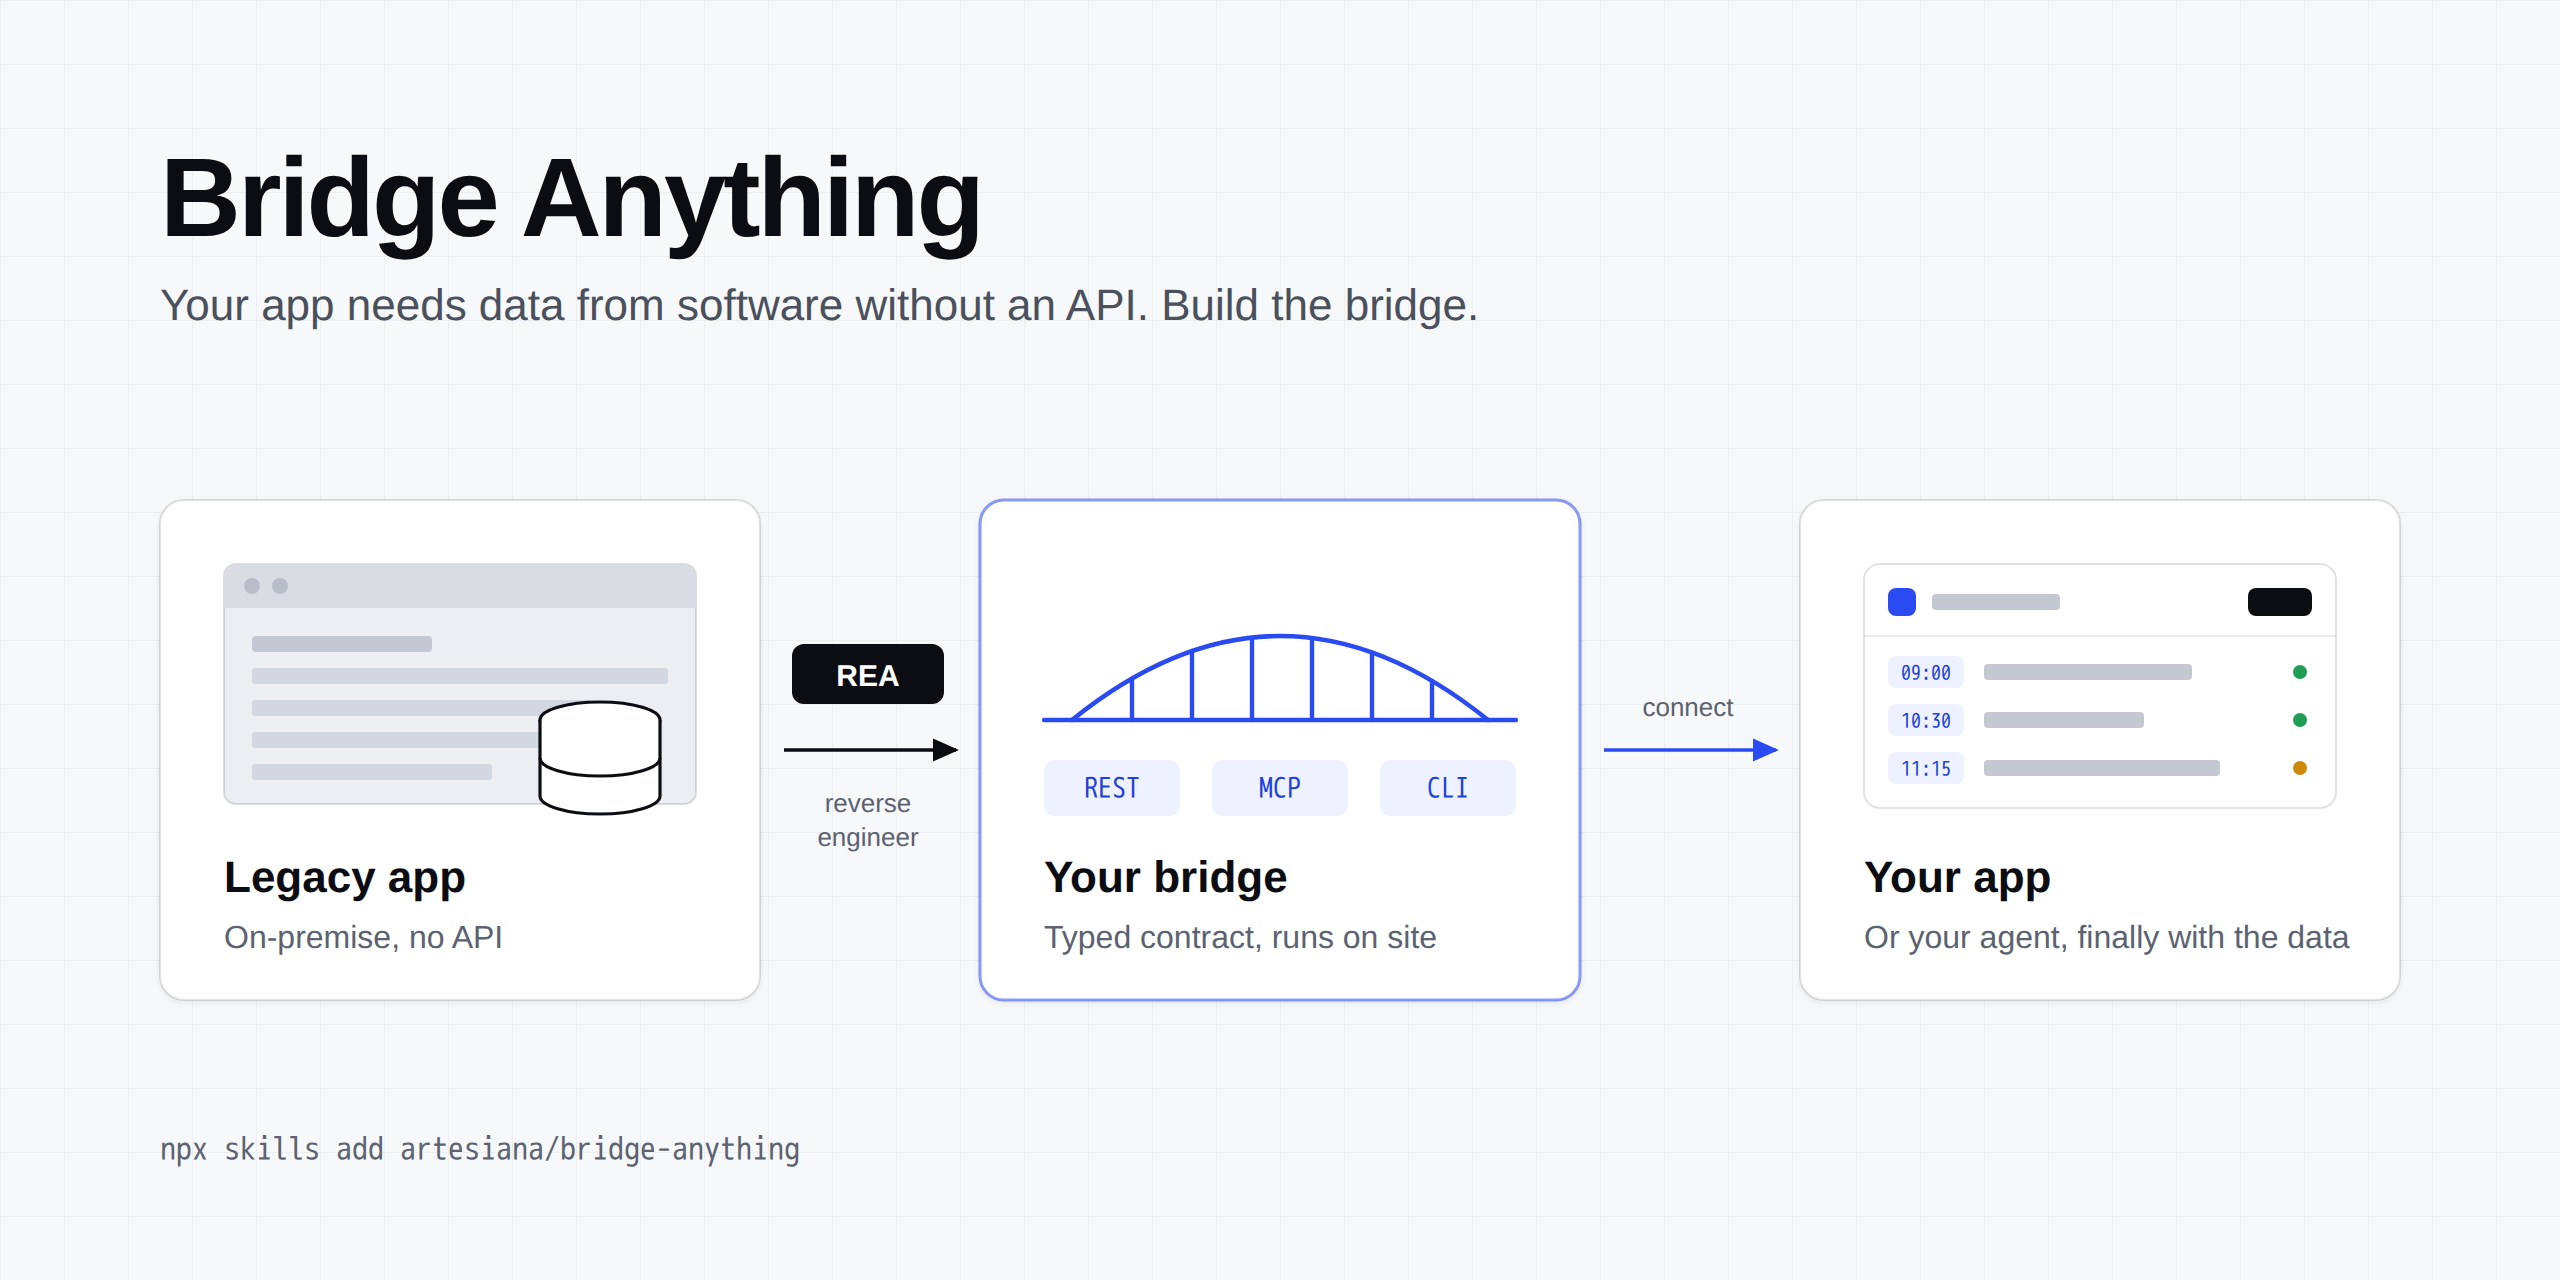 Bridge Anything
Your app needs data from software without an API. Build the bridge.
REA
reverse
engineer
Legacy app
On-premise, no API
REST
MCP
CLI
Your bridge
Typed contract, runs on site
connect
09:00
10:30
11:15
Your app
Or your agent, finally with the data
npx skills add artesiana/bridge-anything